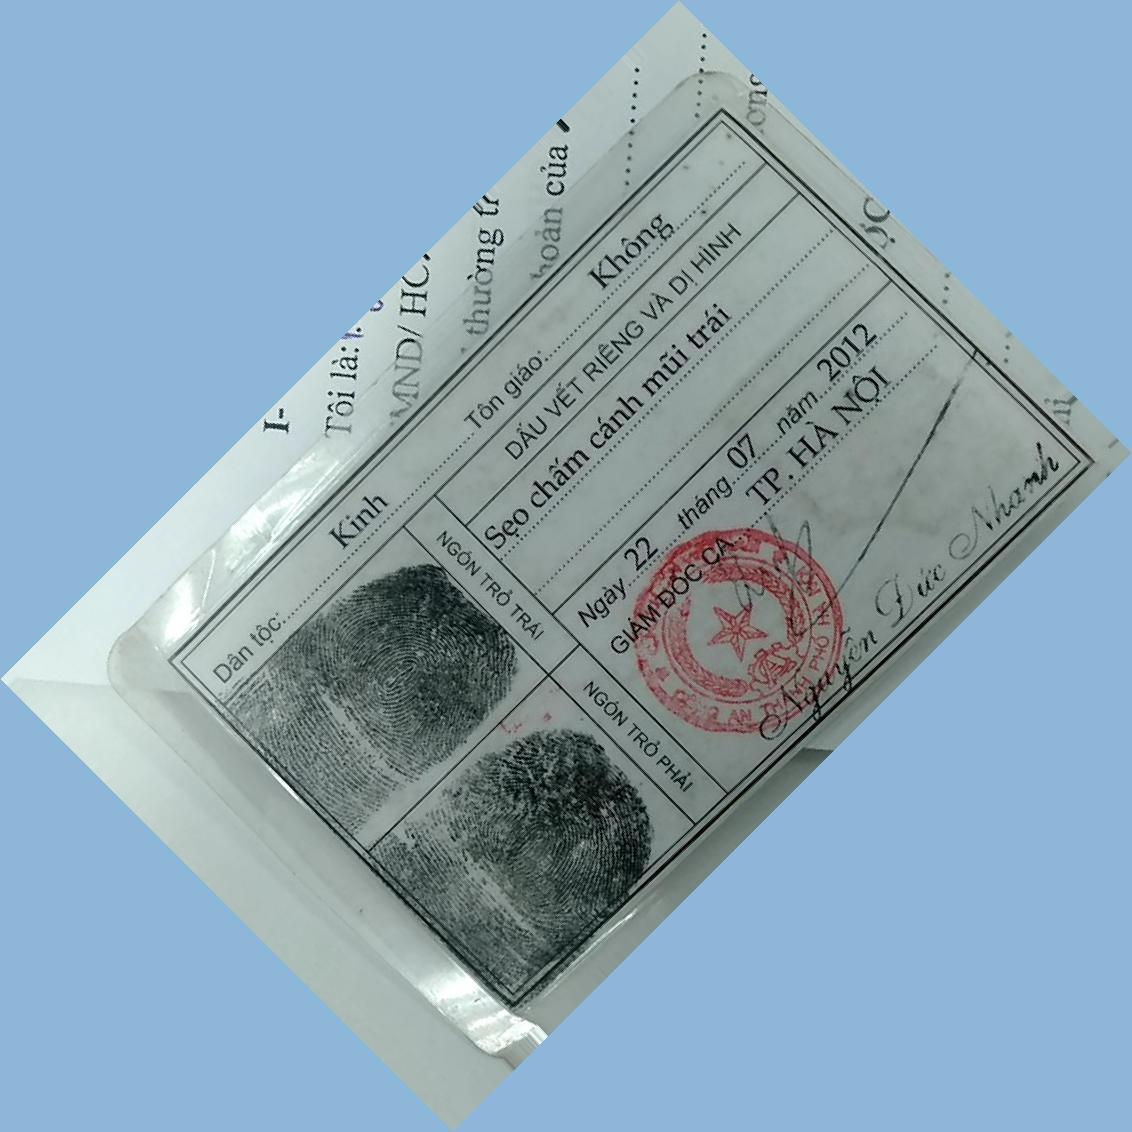 I-
Tôi là:
MND/ HC
thường tr
hoản của
Dân tộc: Kinh Tôn giáo: Không
NGÓN TRỎ TRÁI
DẤU VẾT RIÊNG VÀ DỊ HÌNH
Sẹo chấm cánh mũi trái
Ngày 22 tháng 07 năm 2012
GIÁM ĐỐC CA TP. HÀ NỘI
NGÓN TRỎ PHẢI
Nguyễn Đức Nhanh